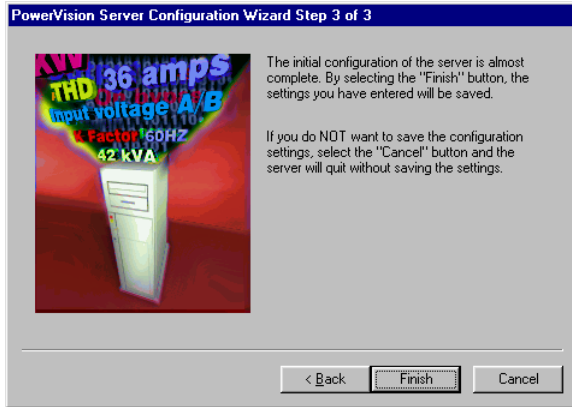 PowerVision Server Configuration Wizard Step 3 of 3
KW
THD 36 amps
Input voltage A/B
K Factor 60HZ
42 kVA
The initial configuration of the server is almost
complete. By selecting the "Finish" button, the
settings you have entered will be saved.
If you do NOT want to save the configuration
settings, select the "Cancel" button and the
server will quit without saving the settings.
< Back
Finish
Cancel